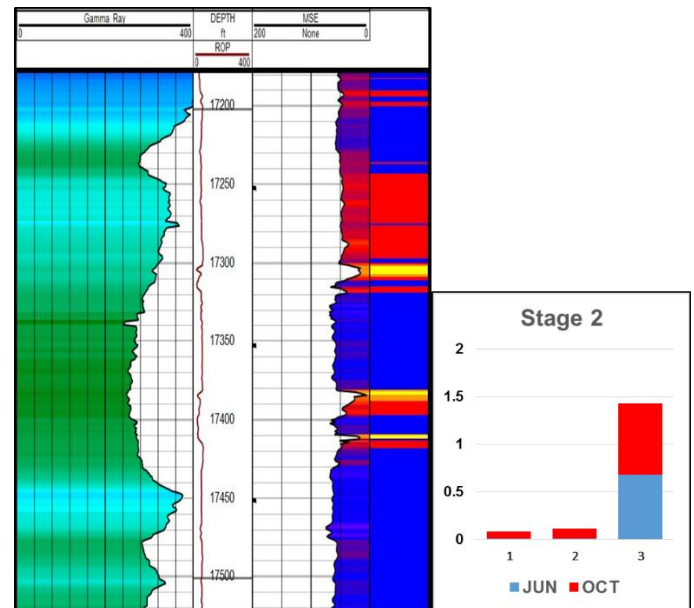 Gamma Ray
0 400
DEPTH
ft
ROP
0 400
MSE
200 None 0
17200
17250
17300
17350
17400
17450
17500
Stage 2
2
1.5
1
0.5
0
1 2 3
JUN OCT